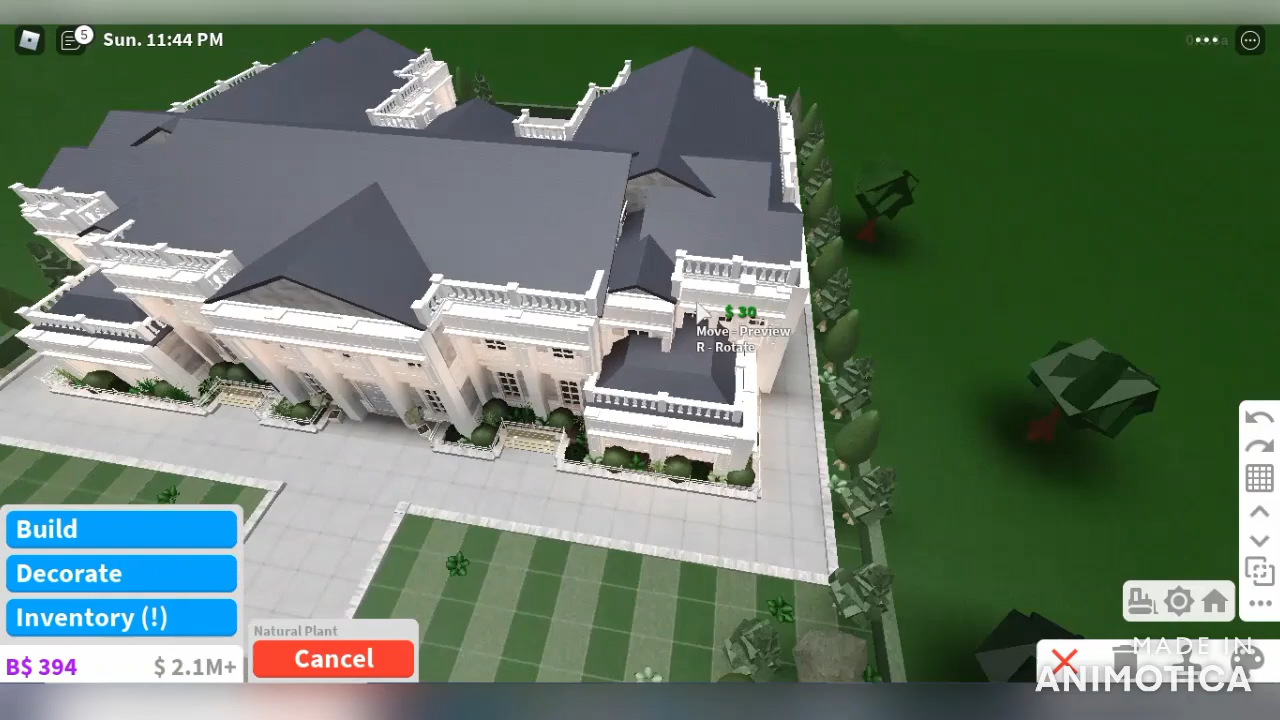 5
Sun. 11:44 PM
$ 30
Move - Preview
R - Rotate
Build
Decorate
Inventory (!)
B$ 394
$ 2.1M+
Natural Plant
Cancel
MADE IN
ANIMOTICA